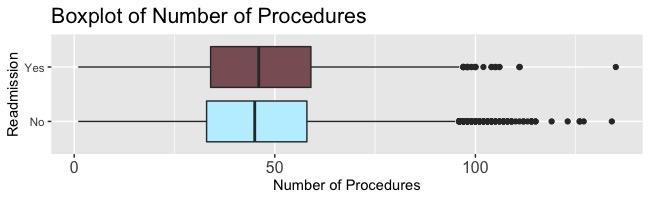 Boxplot of Number of Procedures
Readmission
Yes
No
0 50 100
Number of Procedures